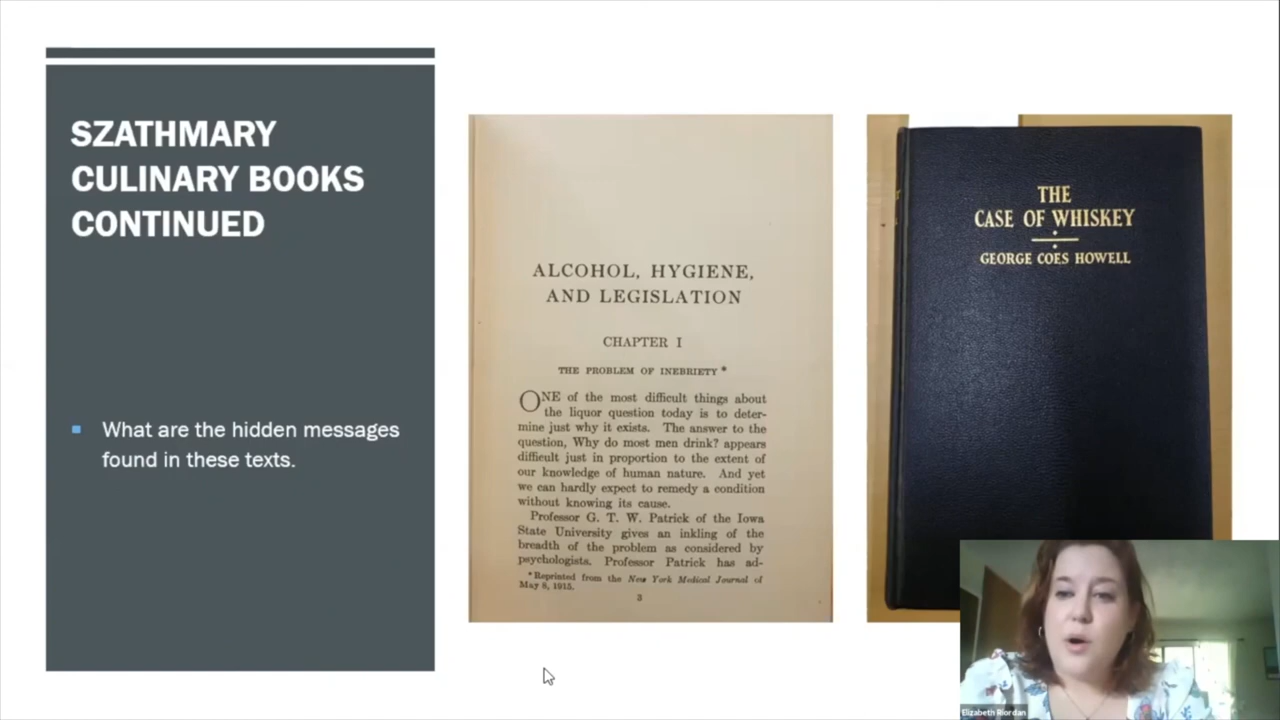 SZATHMARY
CULINARY BOOKS
CONTINUED
What are the hidden messages
found in these texts.
ALCOHOL, HYGIENE,
AND LEGISLATION
CHAPTER I
THE PROBLEM OF INEBRIETY *
ONE of the most difficult things about
the liquor question today is to deter-
mine just why it exists. The answer to the
question, Why do most men drink? appears
difficult just in proportion to the extent of
our knowledge of human nature. And yet
we can hardly expect to remedy a condition
without knowing its cause.
Professor G. T. W. Patrick of the Iowa
State University gives an inkling of the
breadth of the problem as considered by
psychologists. Professor Patrick has ad-
*Reprinted from the New York Medical Journal of
May 8, 1915.
3
THE
CASE OF WHISKEY
GEORGE COES HOWELL
Elizabeth Riordan